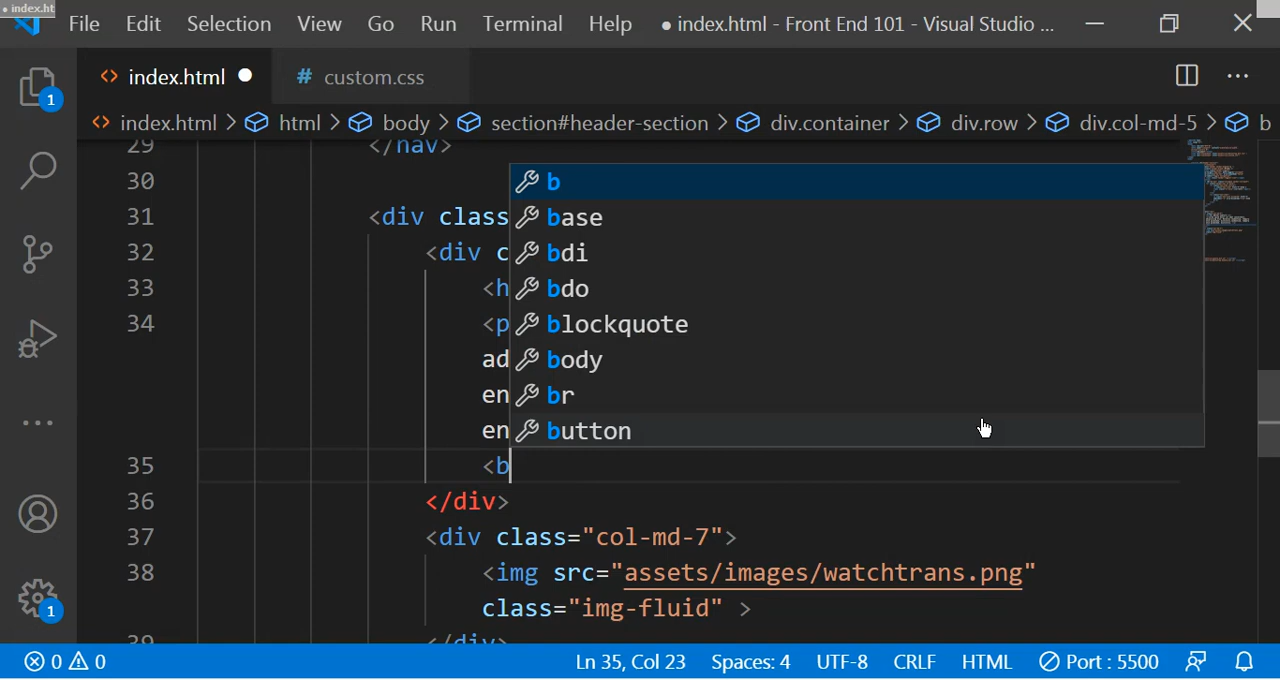 index.ht
File Edit Selection View Go Run Terminal Help ● index.html - Front End 101 - Visual Studio ...
<> index.html ● # custom.css ...
<> index.html > html > body > section#header-section > div.container > div.row > div.col-md-5 > b
29 </nav>
30 b
base
31 <div class
32 <div c bdi
33 <h bdo
34 <p blockquote
ad body
en br
en button
35 <b
36 </div>
37 <div class="col-md-7">
38 <img src="assets/images/watchtrans.png"
class="img-fluid" >
39 </div>
1
1
0 0 Ln 35, Col 23 Spaces: 4 UTF-8 CRLF HTML Port : 5500